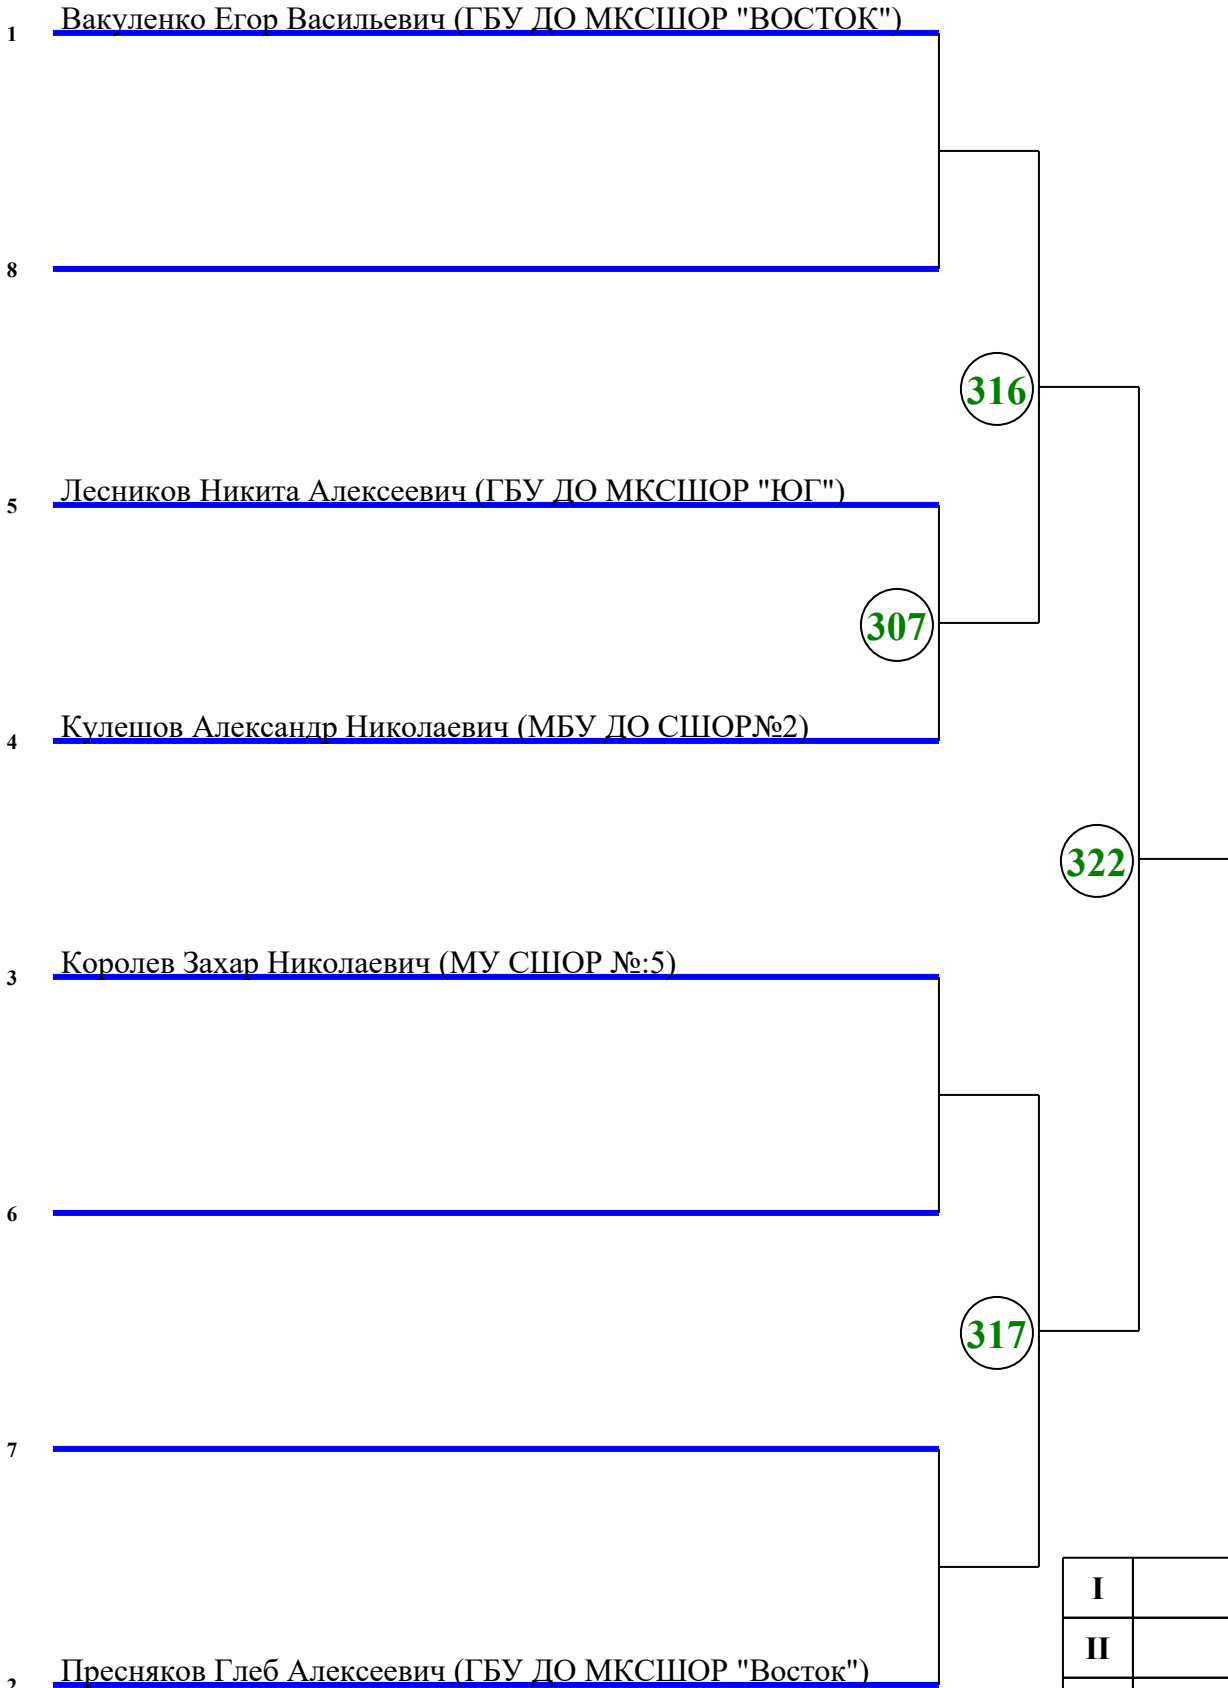 1 Вакуленко Егор Васильевич (ГБУ ДО МКСШОР "ВОСТОК")
8
316
5 Лесников Никита Алексеевич (ГБУ ДО МКСШОР "ЮГ")
307
4 Кулешов Александр Николаевич (МБУ ДО СШОР№2)
322
3 Королев Захар Николаевич (МУ СШОР №:5)
6
317
7
I
II
2 Пресняков Глеб Алексеевич (ГБУ ДО МКСШОР "Восток")